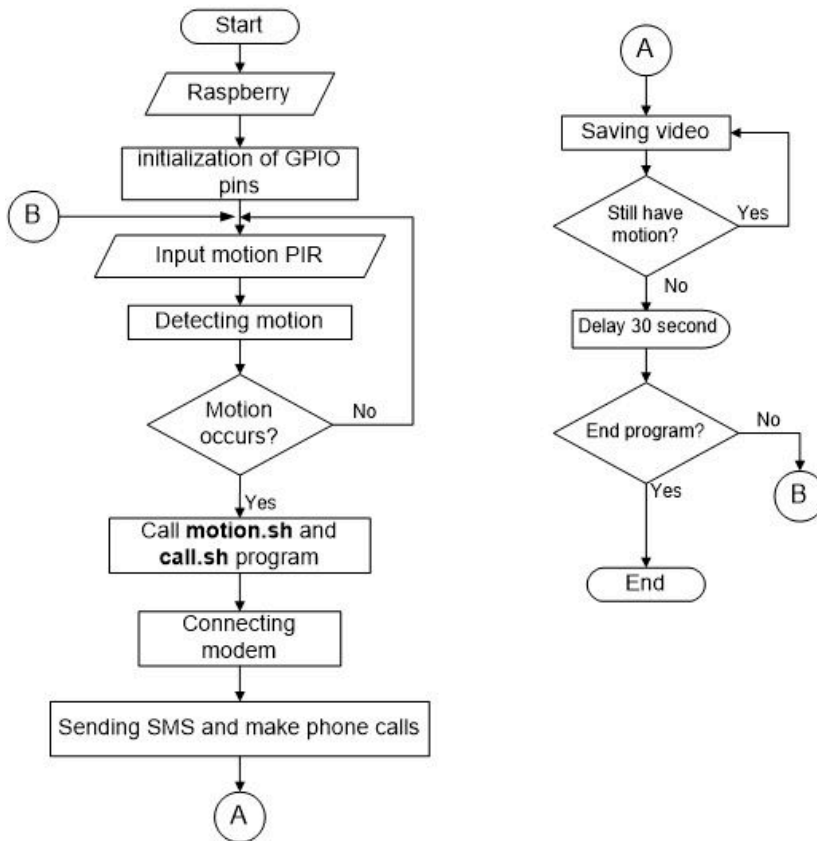 Start
Raspberry
initialization of GPIO
pins
B
Input motion PIR
Detecting motion
Motion
occurs?
No
Yes
Call motion.sh and
call.sh program
Connecting
modem
Sending SMS and make phone calls
A
A
Saving video
Still have
motion?
Yes
No
Delay 30 second
End program?
No
B
Yes
End